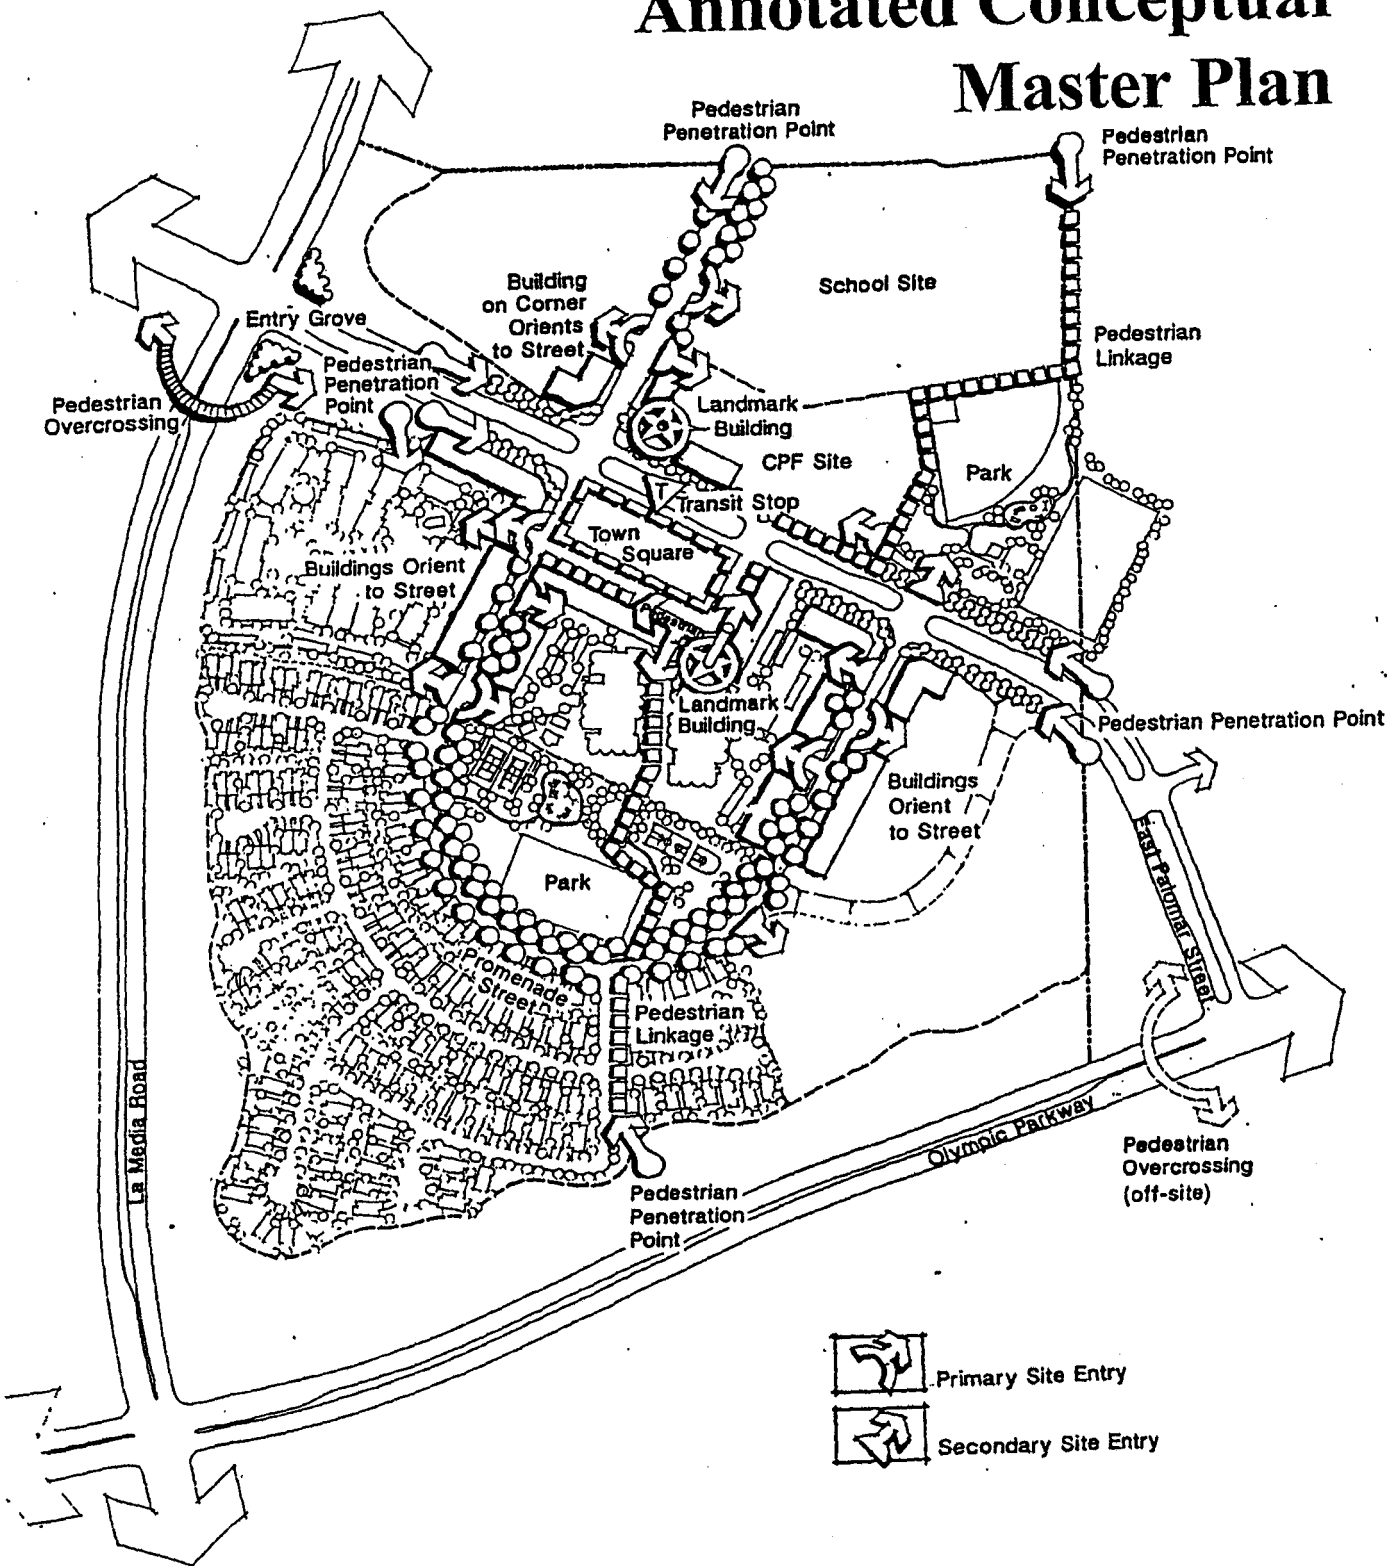 Annotated Conceptual
Master Plan
Pedestrian
Penetration Point
Pedestrian
Penetration Point
Building
on Corner
Orients
to Street
School Site
Entry Grove
Pedestrian
Linkage
Pedestrian
Penetration
Point
Pedestrian
Overcrossing
Landmark
Building
CPF Site
Park
T
Transit Stop
Town
Square
Buildings Orient
to Street
Pedestrian
Landmark
Building
Pedestrian Penetration Point
Buildings
Orient
to Street
East Palomar Street
Park
Promenade
Street
Pedestrian
Linkage
La Media Road
Olympic Parkway
Pedestrian
Overcrossing
(off-site)
Pedestrian
Penetration
Point
Primary Site Entry
Secondary Site Entry